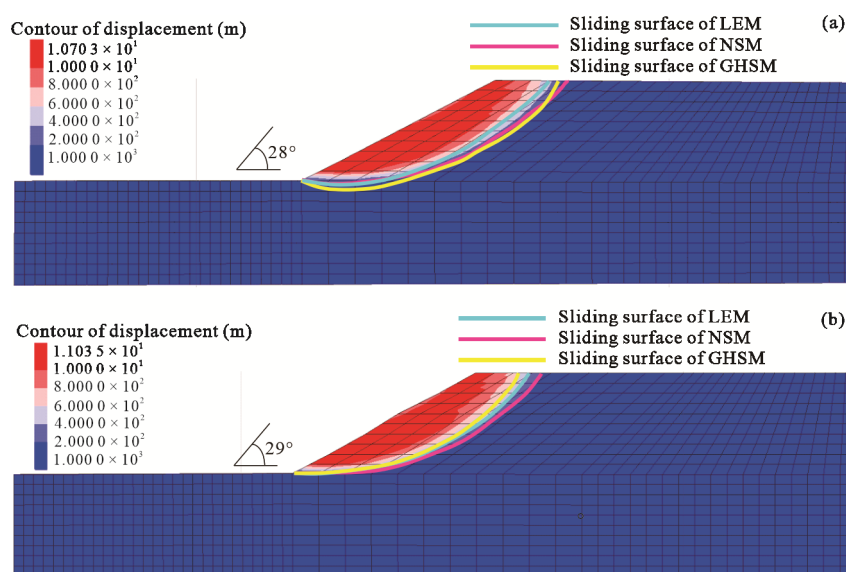 Contour of displacement (m)
1.070 3 × 10¹
1.000 0 × 10¹
8.000 0 × 10²
6.000 0 × 10²
4.000 0 × 10²
2.000 0 × 10²
1.000 0 × 10³
Sliding surface of LEM
Sliding surface of NSM
Sliding surface of GHSM
(a)
28°
Contour of displacement (m)
1.103 5 × 10¹
1.000 0 × 10¹
8.000 0 × 10²
6.000 0 × 10²
4.000 0 × 10²
2.000 0 × 10²
1.000 0 × 10³
Sliding surface of LEM
Sliding surface of NSM
Sliding surface of GHSM
(b)
29°